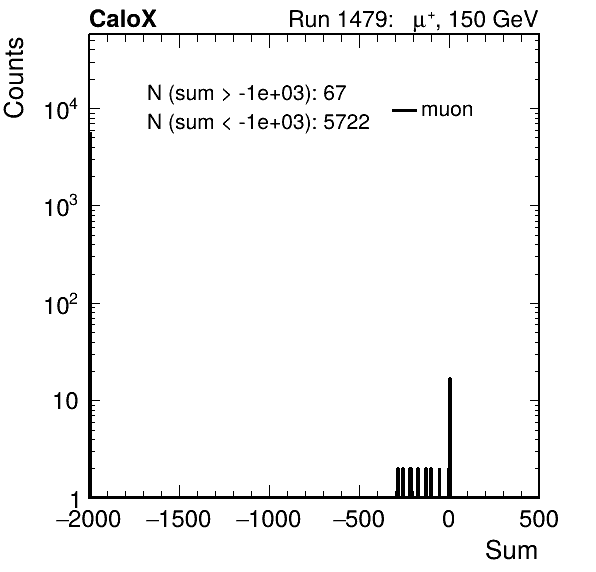 CaloX Run 1479: μ⁺, 150 GeV
Counts
N (sum > -1e+03): 67
N (sum < -1e+03): 5722
muon
10⁴
10³
10²
10
1
−2000 −1500 −1000 −500 0 500
Sum